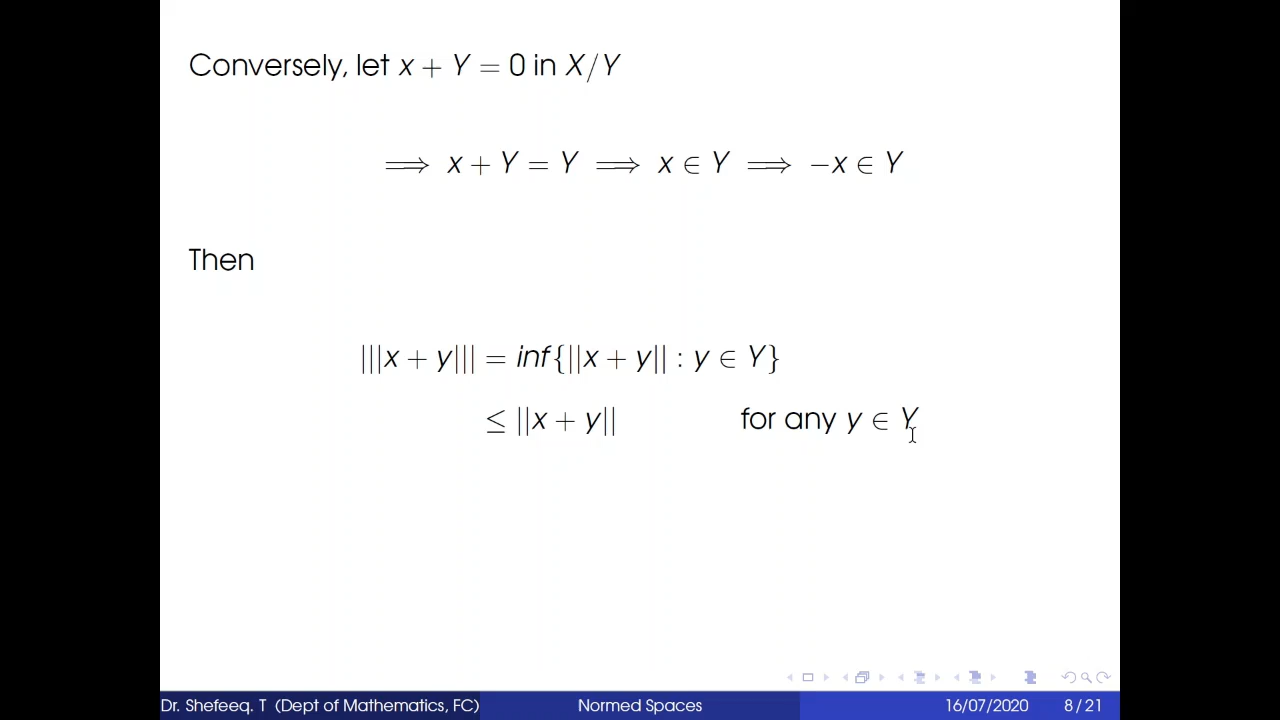 Conversely, let x + Y = 0 in X/Y
⟹ x + Y = Y ⟹ x ∈ Y ⟹ −x ∈ Y
Then
|||x + y||| = inf{||x + y|| : y ∈ Y}
≤ ||x + y|| for any y ∈ Y
Dr. Shefeeq. T (Dept of Mathematics, FC) Normed Spaces 16/07/2020 8 / 21